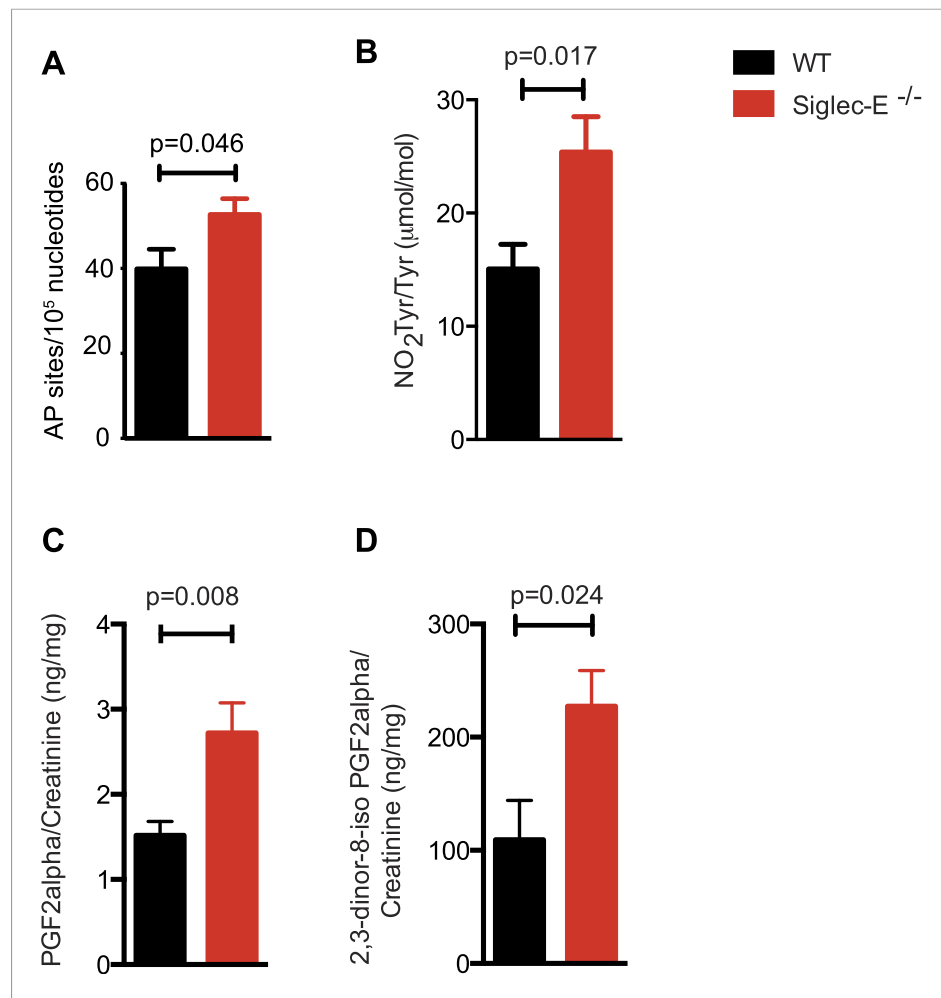 A
p=0.046
AP sites/10⁵ nucleotides
60
40
20
0
B
p=0.017
NO₂Tyr/Tyr (μmol/mol)
30
20
10
0
WT
Siglec-E -/-
C
p=0.008
PGF2alpha/Creatinine (ng/mg)
4
3
2
1
0
D
p=0.024
2,3-dinor-8-iso PGF2alpha/
Creatinine (ng/mg)
300
200
100
0